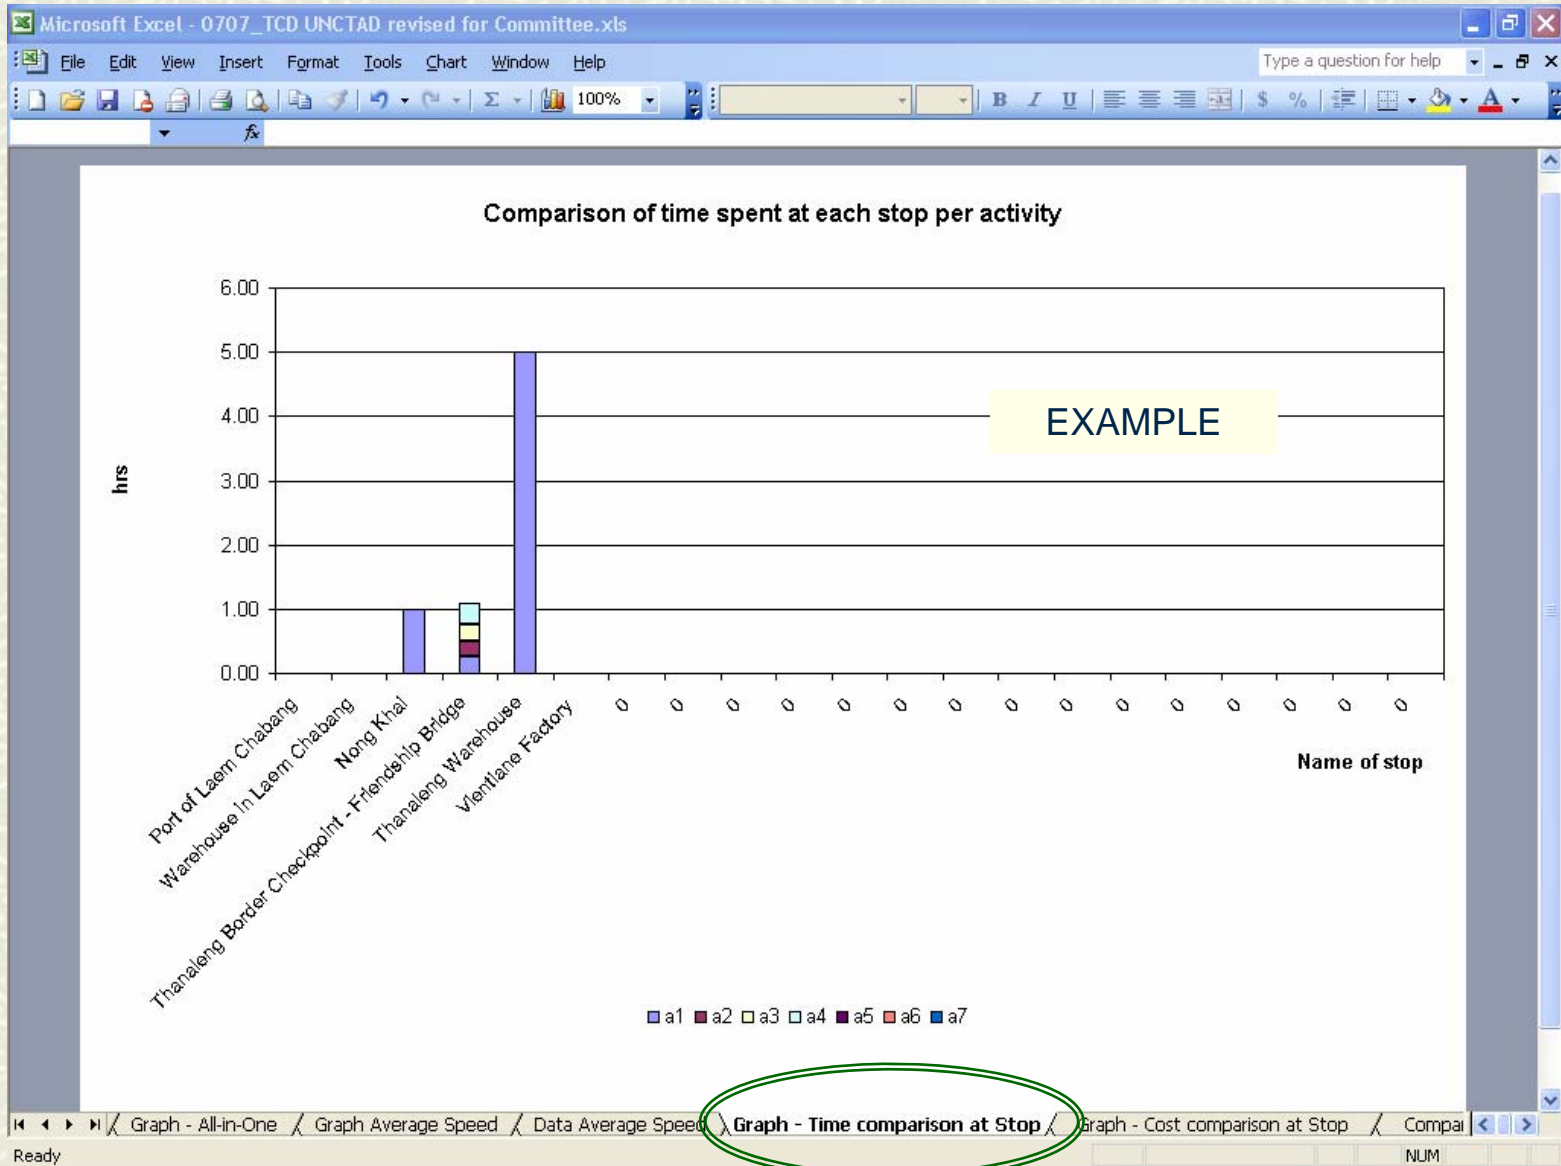 Microsoft Excel - 0707_TCD UNCTAD revised for Committee.xls
File Edit View Insert Format Tools Chart Window Help
Type a question for help
100%
B I U $ % A
fx
Comparison of time spent at each stop per activity
6.00
5.00
4.00
3.00
2.00
1.00
0.00
hrs
EXAMPLE
Port of Laem Chabang
Warehouse in Laem Chabang
Nong Khai
Thanaleng Border Checkpoint - Friendship Bridge
Thanaleng Warehouse
Vientiane Factory
0 0 0 0 0 0 0 0 0 0 0 0 0 0 0
Name of stop
a1 a2 a3 a4 a5 a6 a7
Graph - All-in-One Graph Average Speed Data Average Speed Graph - Time comparison at Stop Graph - Cost comparison at Stop Compar
Ready
NUM